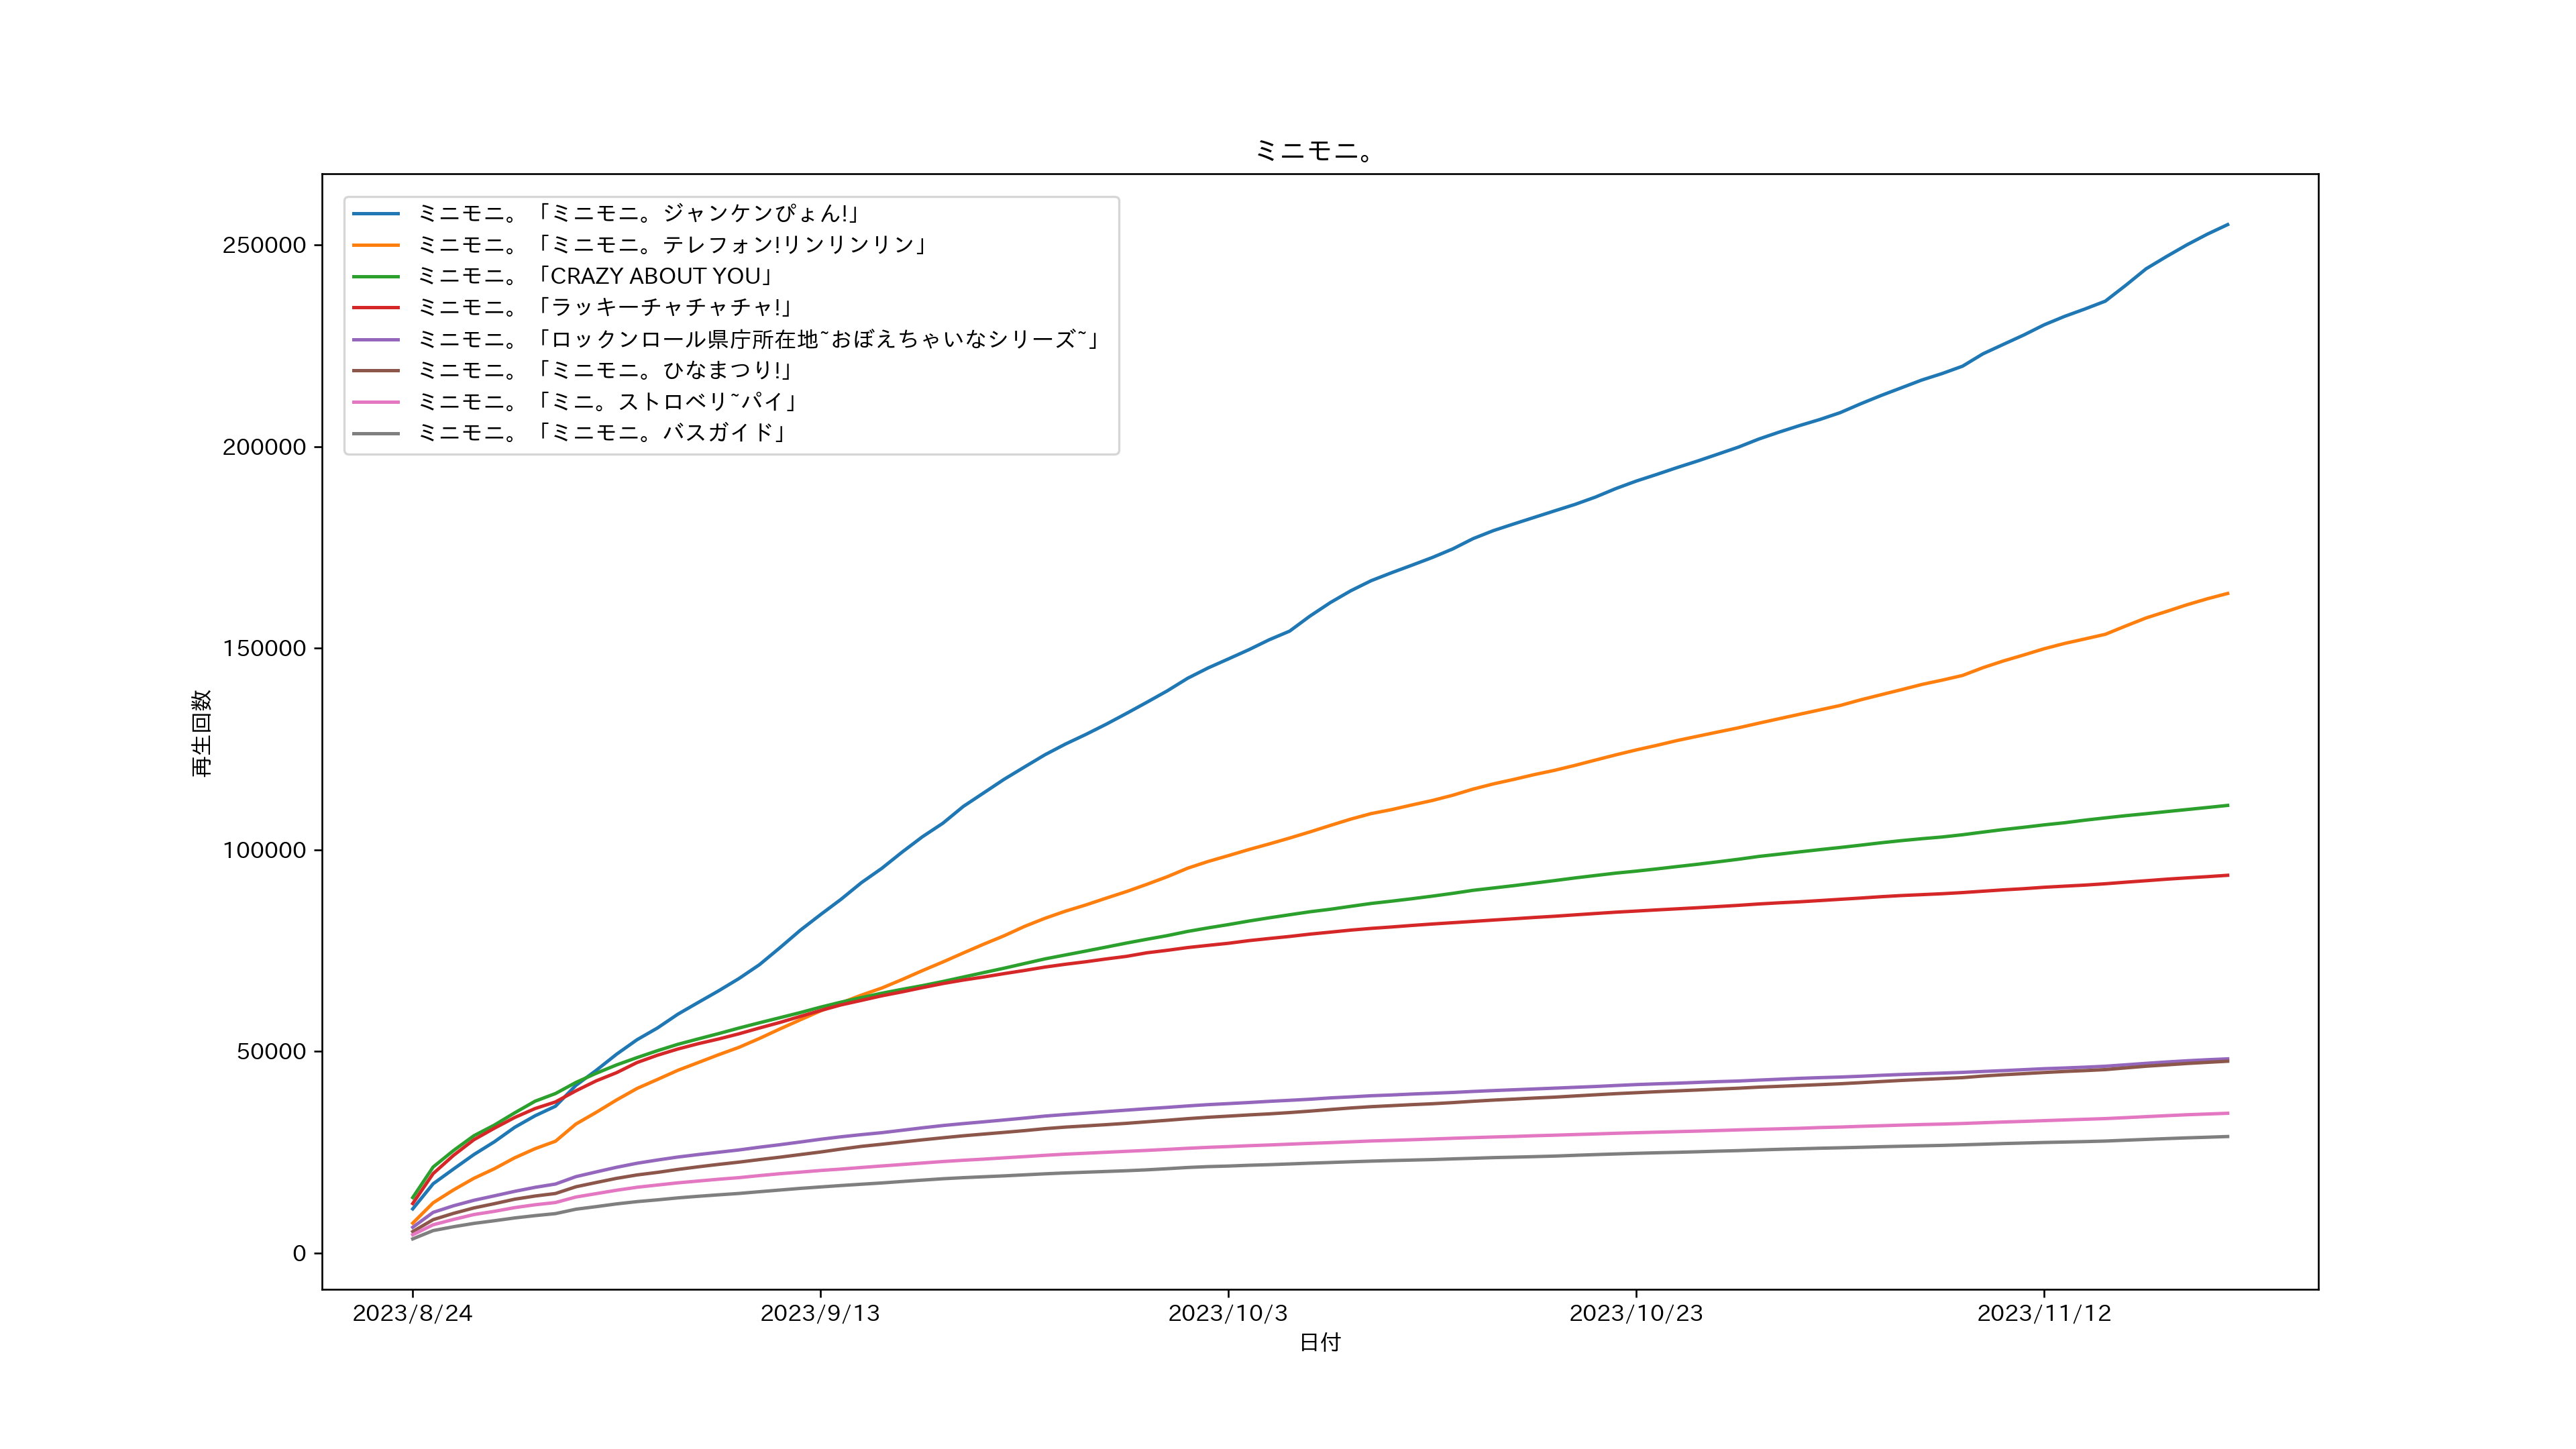 ミニモニ。
ミニモニ。「ミニモニ。ジャンケンぴょん!」
ミニモニ。「ミニモニ。テレフォン!リンリンリン」
ミニモニ。「CRAZY ABOUT YOU」
ミニモニ。「ラッキーチャチャチャ!」
ミニモニ。「ロックンロール県庁所在地~おぼえちゃいなシリーズ~」
ミニモニ。「ミニモニ。ひなまつり!」
ミニモニ。「ミニ。ストロベリ~パイ」
ミニモニ。「ミニモニ。バスガイド」
再生回数
250000
200000
150000
100000
50000
0
2023/8/24 2023/9/13 2023/10/3 2023/10/23 2023/11/12
日付